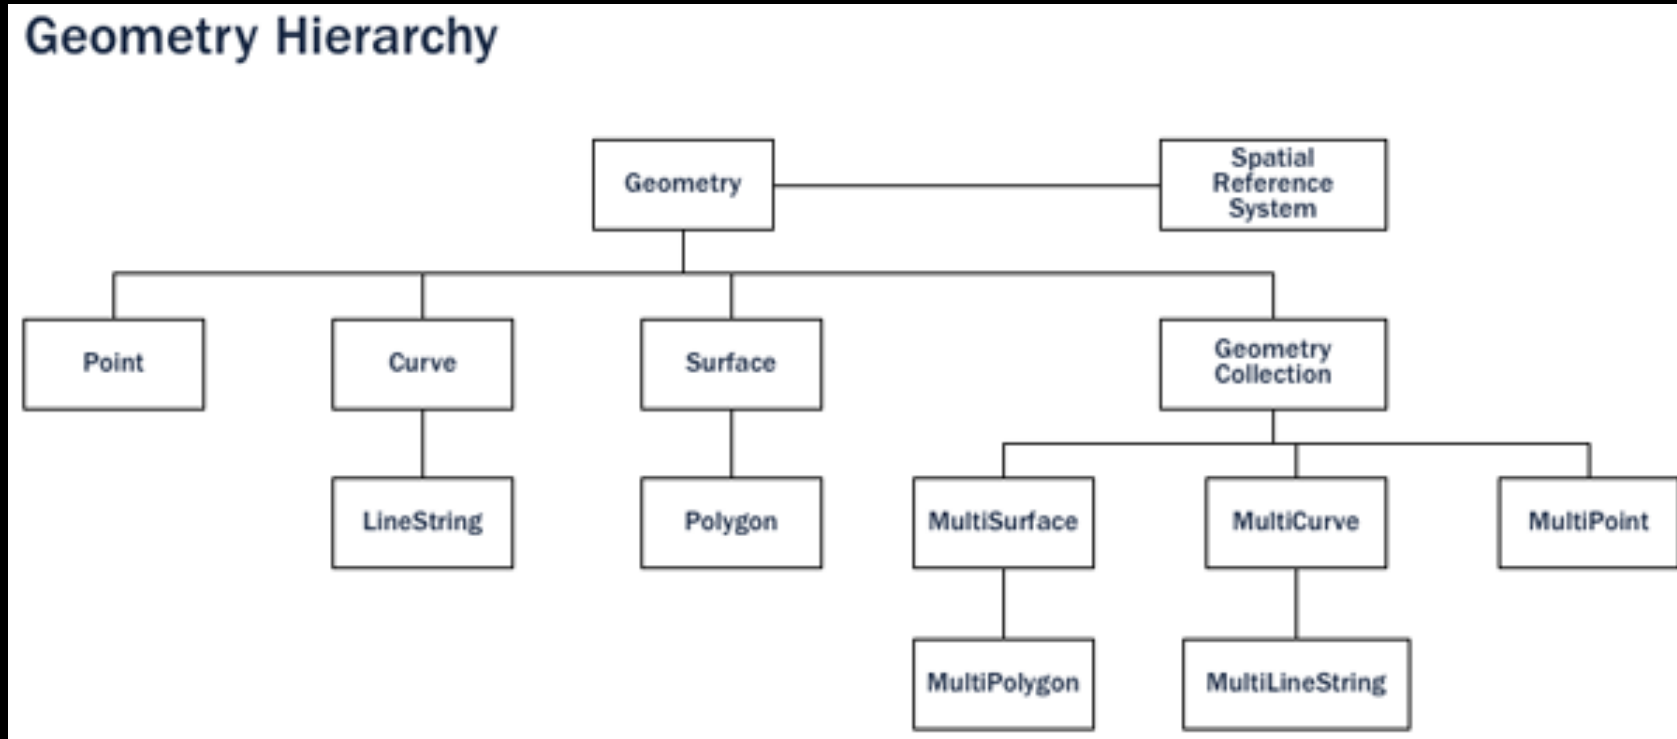 Geometry Hierarchy
Geometry
Spatial
Reference
System
Point
Curve
Surface
Geometry
Collection
LineString
Polygon
MultiSurface
MultiCurve
MultiPoint
MultiPolygon
MultiLineString